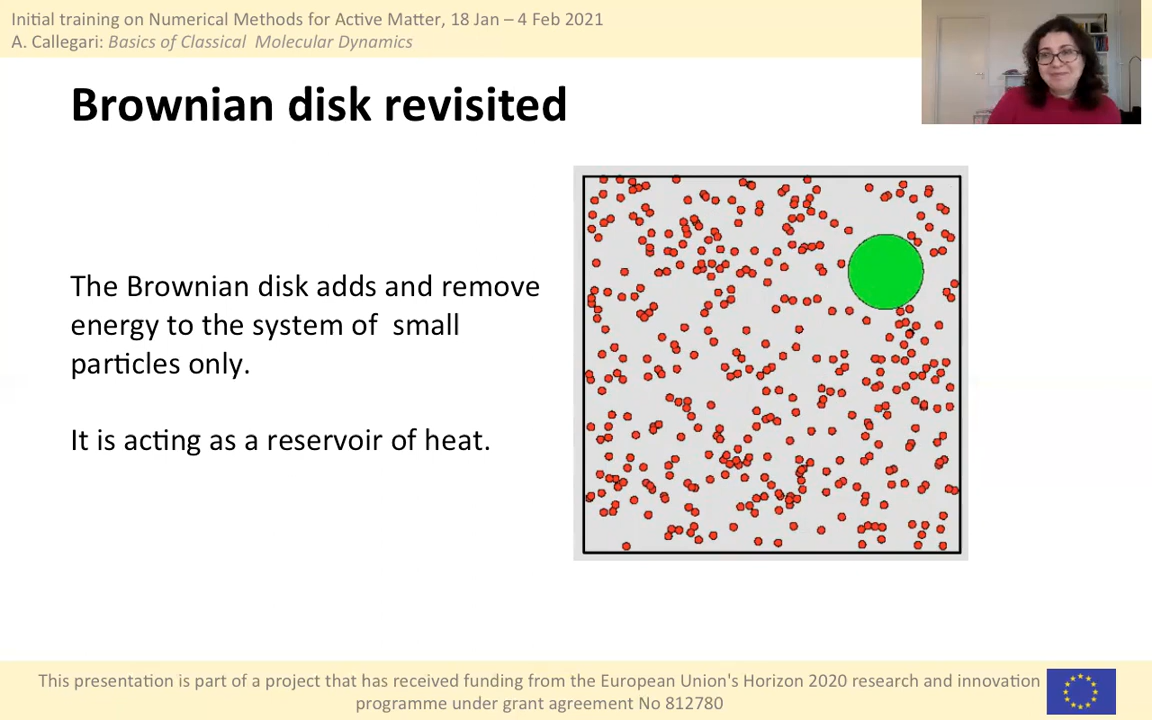 Initial training on Numerical Methods for Active Matter, 18 Jan – 4 Feb 2021
A. Callegari: Basics of Classical Molecular Dynamics
Brownian disk revisited
The Brownian disk adds and remove
energy to the system of small
particles only.
It is acting as a reservoir of heat.
This presentation is part of a project that has received funding from the European Union's Horizon 2020 research and innovation
programme under grant agreement No 812780